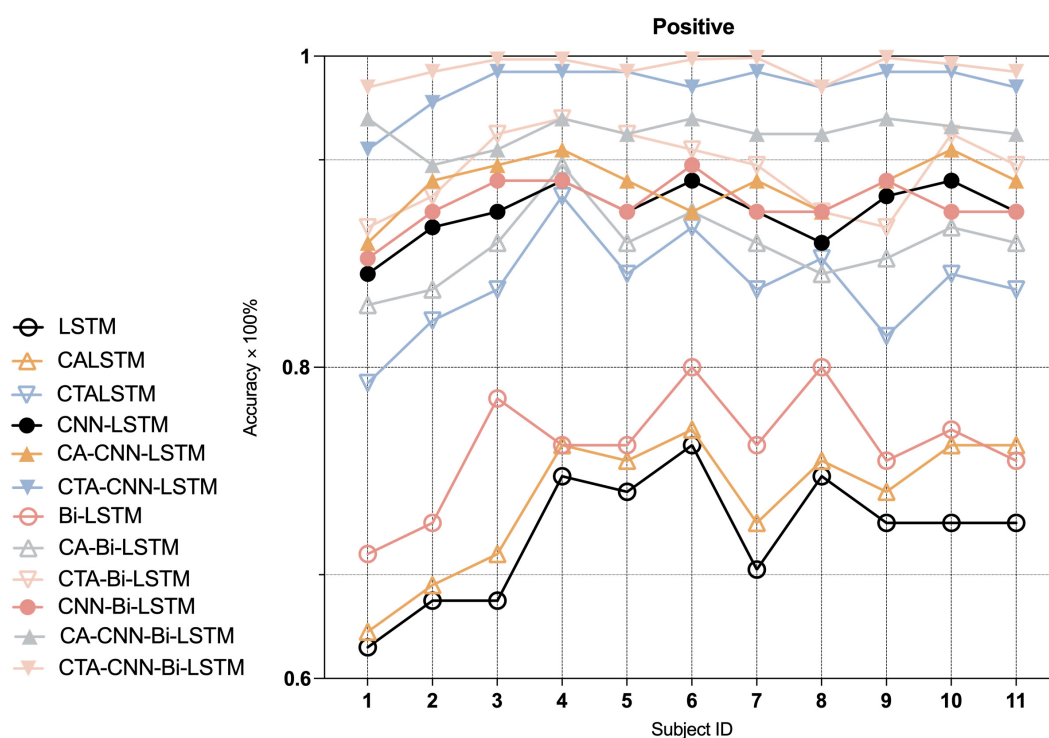 Positive
1
0.8
0.6
Accuracy × 100%
1 2 3 4 5 6 7 8 9 10 11
Subject ID
LSTM
CALSTM
CTALSTM
CNN-LSTM
CA-CNN-LSTM
CTA-CNN-LSTM
Bi-LSTM
CA-Bi-LSTM
CTA-Bi-LSTM
CNN-Bi-LSTM
CA-CNN-Bi-LSTM
CTA-CNN-Bi-LSTM